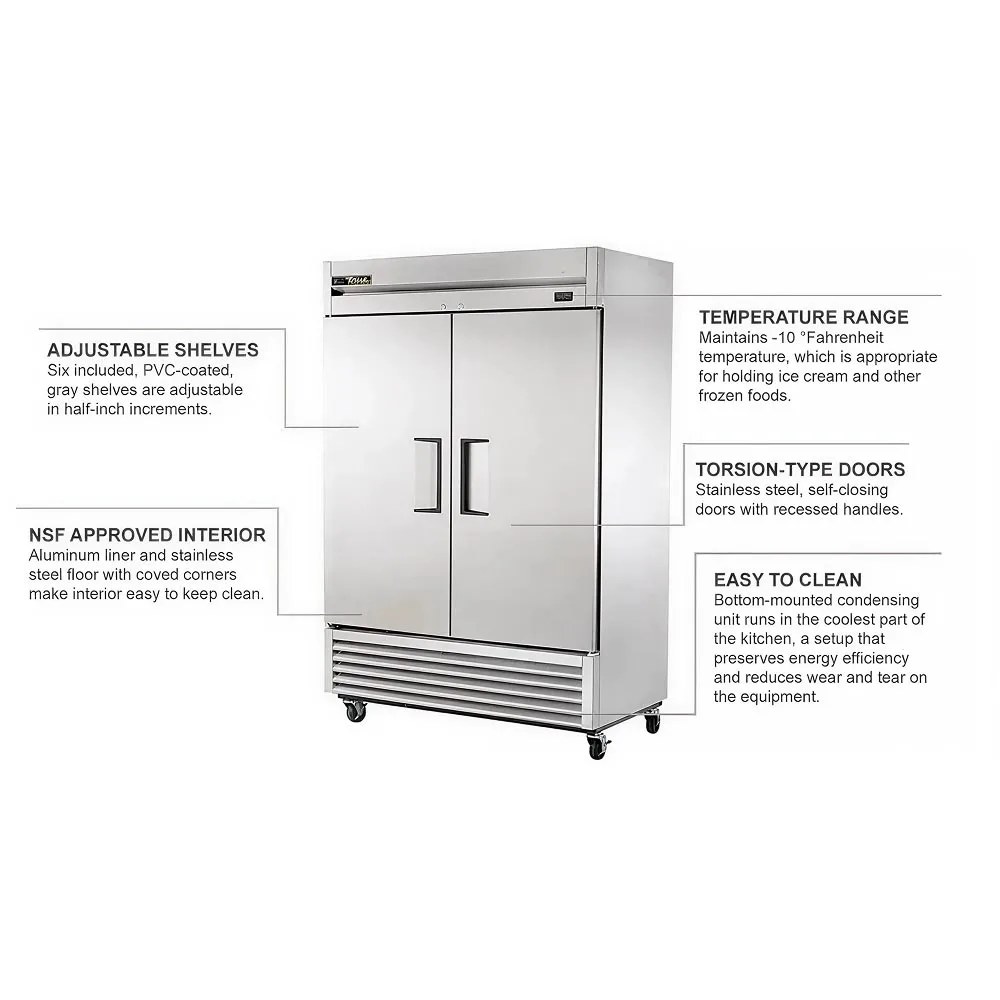 True
ADJUSTABLE SHELVES
Six included, PVC-coated,
gray shelves are adjustable
in half-inch increments.
NSF APPROVED INTERIOR
Aluminum liner and stainless
steel floor with coved corners
make interior easy to keep clean.
TEMPERATURE RANGE
Maintains -10 °Fahrenheit
temperature, which is appropriate
for holding ice cream and other
frozen foods.
TORSION-TYPE DOORS
Stainless steel, self-closing
doors with recessed handles.
EASY TO CLEAN
Bottom-mounted condensing
unit runs in the coolest part of
the kitchen, a setup that
preserves energy efficiency
and reduces wear and tear on
the equipment.